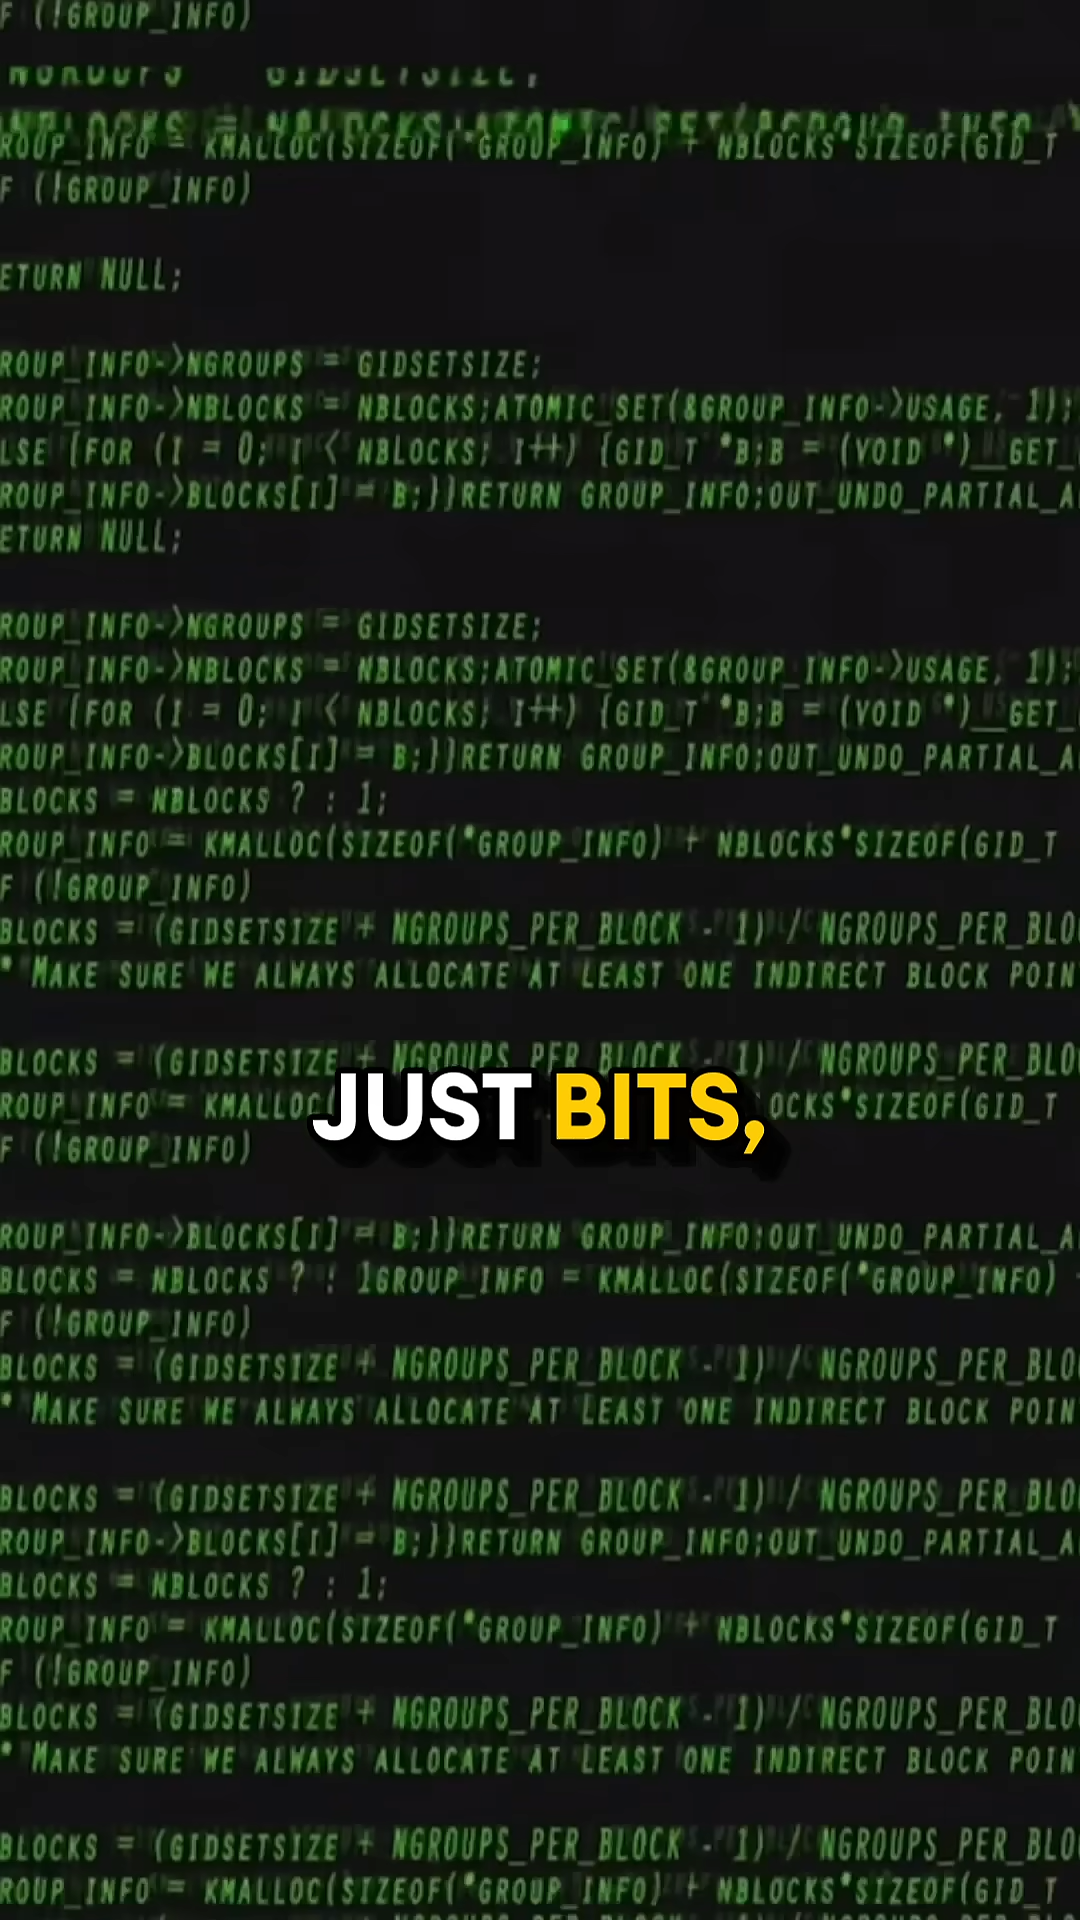 F (!GROUP_INFO)
NGROUPS GIDSETSIZE;
ROUP_INFO = KMALLOC(SIZEOF(*GROUP_INFO) + NBLOCKS*SIZEOF(GID_T
F (!GROUP_INFO)
ETURN NULL;
ROUP_INFO->NGROUPS = GIDSETSIZE;
ROUP_INFO->NBLOCKS = NBLOCKS;ATOMIC_SET(&GROUP_INFO->USAGE, 1);
LSE {FOR (I = 0; I < NBLOCKS; I++) {GID_T *B;B = (VOID *)__GET_
ROUP_INFO->BLOCKS[I] = B;}}RETURN GROUP_INFO;OUT_UNDO_PARTIAL_A
ETURN NULL;
ROUP_INFO->NGROUPS = GIDSETSIZE;
ROUP_INFO->NBLOCKS = NBLOCKS;ATOMIC_SET(&GROUP_INFO->USAGE, 1);
LSE {FOR (I = 0; I < NBLOCKS; I++) {GID_T *B;B = (VOID *)__GET_
ROUP_INFO->BLOCKS[I] = B;}}RETURN GROUP_INFO;OUT_UNDO_PARTIAL_A
BLOCKS = NBLOCKS ? : 1;
ROUP_INFO = KMALLOC(SIZEOF(*GROUP_INFO) + NBLOCKS*SIZEOF(GID_T
F (!GROUP_INFO)
BLOCKS = (GIDSETSIZE + NGROUPS_PER_BLOCK - 1) / NGROUPS_PER_BLO
* MAKE SURE WE ALWAYS ALLOCATE AT LEAST ONE INDIRECT BLOCK POIN
BLOCKS = (GIDSETSIZE + NGROUPS_PER_BLOCK - 1) / NGROUPS_PER_BLO
JUST BITS,
ROUP_INFO = KMALLOC OCKS*SIZEOF(GID_T
F (!GROUP_INFO)
ROUP_INFO->BLOCKS[I] = B;}}RETURN GROUP_INFO;OUT_UNDO_PARTIAL_A
BLOCKS = NBLOCKS ? : 1GROUP_INFO = KMALLOC(SIZEOF(*GROUP_INFO)
F (!GROUP_INFO)
BLOCKS = (GIDSETSIZE + NGROUPS_PER_BLOCK - 1) / NGROUPS_PER_BLO
* MAKE SURE WE ALWAYS ALLOCATE AT LEAST ONE INDIRECT BLOCK POIN
BLOCKS = (GIDSETSIZE + NGROUPS_PER_BLOCK - 1) / NGROUPS_PER_BLO
ROUP_INFO->BLOCKS[I] = B;}}RETURN GROUP_INFO;OUT_UNDO_PARTIAL_A
BLOCKS = NBLOCKS ? : 1;
ROUP_INFO = KMALLOC(SIZEOF(*GROUP_INFO) + NBLOCKS*SIZEOF(GID_T
F (!GROUP_INFO)
BLOCKS = (GIDSETSIZE + NGROUPS_PER_BLOCK - 1) / NGROUPS_PER_BLO
* MAKE SURE WE ALWAYS ALLOCATE AT LEAST ONE INDIRECT BLOCK POIN
BLOCKS = (GIDSETSIZE + NGROUPS_PER_BLOCK - 1) / NGROUPS_PER_BLO
ROUP_INFO = KMALLOC(SIZEOF(*GROUP_INFO) + NBLOCKS*SIZEOF(GID_T